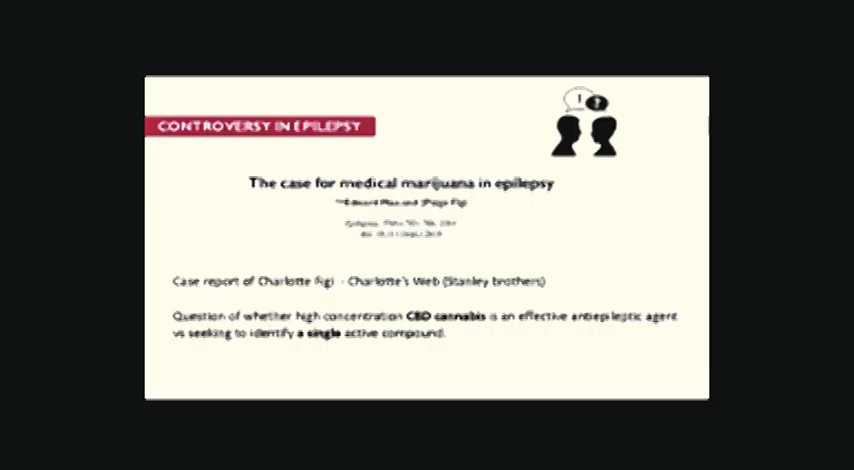 CONTROVERSY IN EPILEPSY
The case for medical marijuana in epilepsy
Case report of Charlotte Figi - Charlotte's Web (Stanley brothers)
Question of whether high concentration CBD cannabis is an effective antiepileptic agent
vs seeking to identify a single active compound.